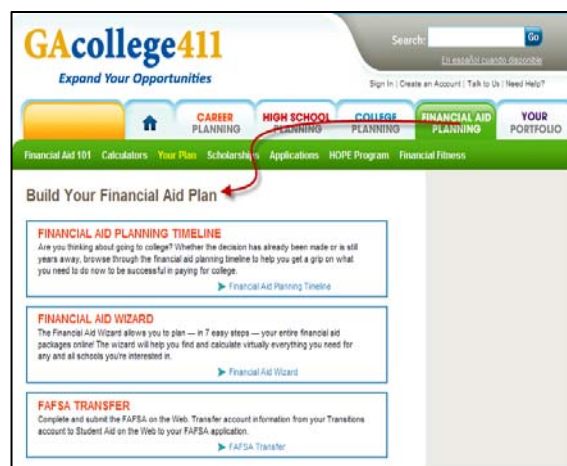 GAcollege411
Expand Your Opportunities
Search:
Go
En español cuando disponible
Sign In | Create an Account | Talk to Us | Need Help?
CAREER PLANNING
HIGH SCHOOL PLANNING
COLLEGE PLANNING
FINANCIAL AID PLANNING
YOUR PORTFOLIO
Financial Aid 101 Calculators Your Plan Scholarships Applications HOPE Program Financial Fitness
Build Your Financial Aid Plan
FINANCIAL AID PLANNING TIMELINE
Are you thinking about going to college? Whether the decision has already been made or is still
years away, browse through the financial aid planning timeline to help you get a grip on what
you need to do now to be successful in paying for college.
Financial Aid Planning Timeline
FINANCIAL AID WIZARD
The Financial Aid Wizard allows you to plan — in 7 easy steps — your entire financial aid
packages online! The wizard will help you find and calculate virtually everything you need for
any and all schools you're interested in.
Financial Aid Wizard
FAFSA TRANSFER
Complete and submit the FAFSA on the Web. Transfer account information from your Transitions
account to Student Aid on the Web to your FAFSA application.
FAFSA Transfer